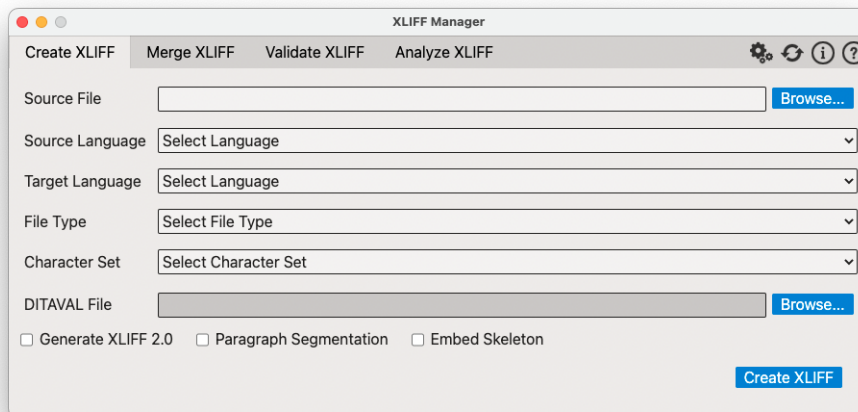 XLIFF Manager
Create XLIFF Merge XLIFF Validate XLIFF Analyze XLIFF
Source File Browse...
Source Language Select Language
Target Language Select Language
File Type Select File Type
Character Set Select Character Set
DITAVAL File Browse...
Generate XLIFF 2.0 Paragraph Segmentation Embed Skeleton
Create XLIFF